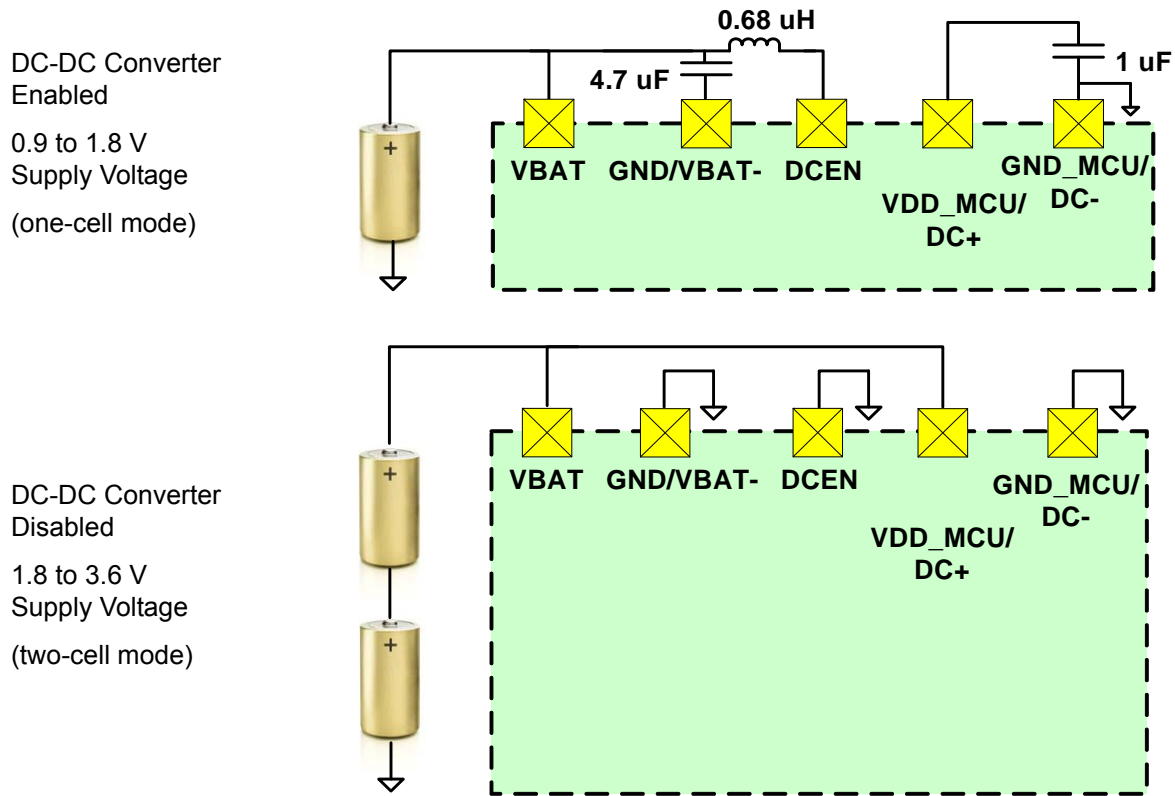 0.68 uH
DC-DC Converter
Enabled
0.9 to 1.8 V
Supply Voltage
(one-cell mode)
4.7 uF
1 uF
+
VBAT
GND/VBAT-
DCEN
VDD_MCU/
DC+
GND_MCU/
DC-
DC-DC Converter
Disabled
1.8 to 3.6 V
Supply Voltage
(two-cell mode)
+
+
VBAT
GND/VBAT-
DCEN
VDD_MCU/
DC+
GND_MCU/
DC-